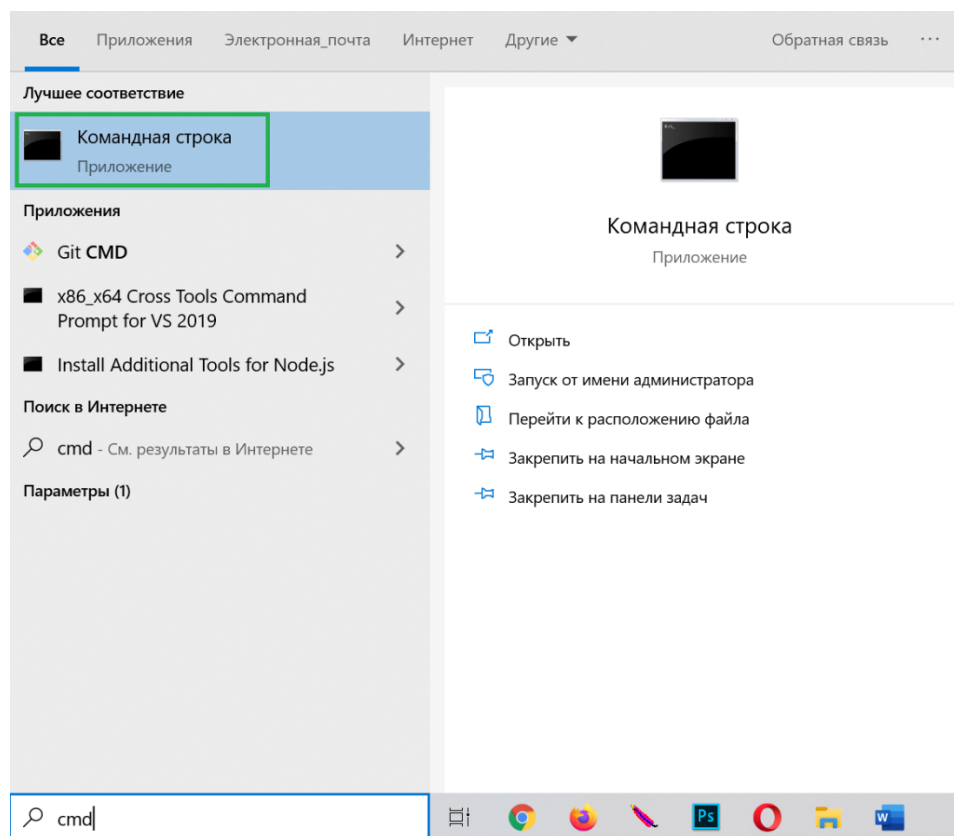 Все Приложения Электронная_почта Интернет Другие Обратная связь ...
Лучшее соответствие
Командная строка
Приложение
Приложения
Git CMD
x86_x64 Cross Tools Command
Prompt for VS 2019
Install Additional Tools for Node.js
Поиск в Интернете
cmd - См. результаты в Интернете
Параметры (1)
Командная строка
Приложение
Открыть
Запуск от имени администратора
Перейти к расположению файла
Закрепить на начальном экране
Закрепить на панели задач
cmd
Ps
W